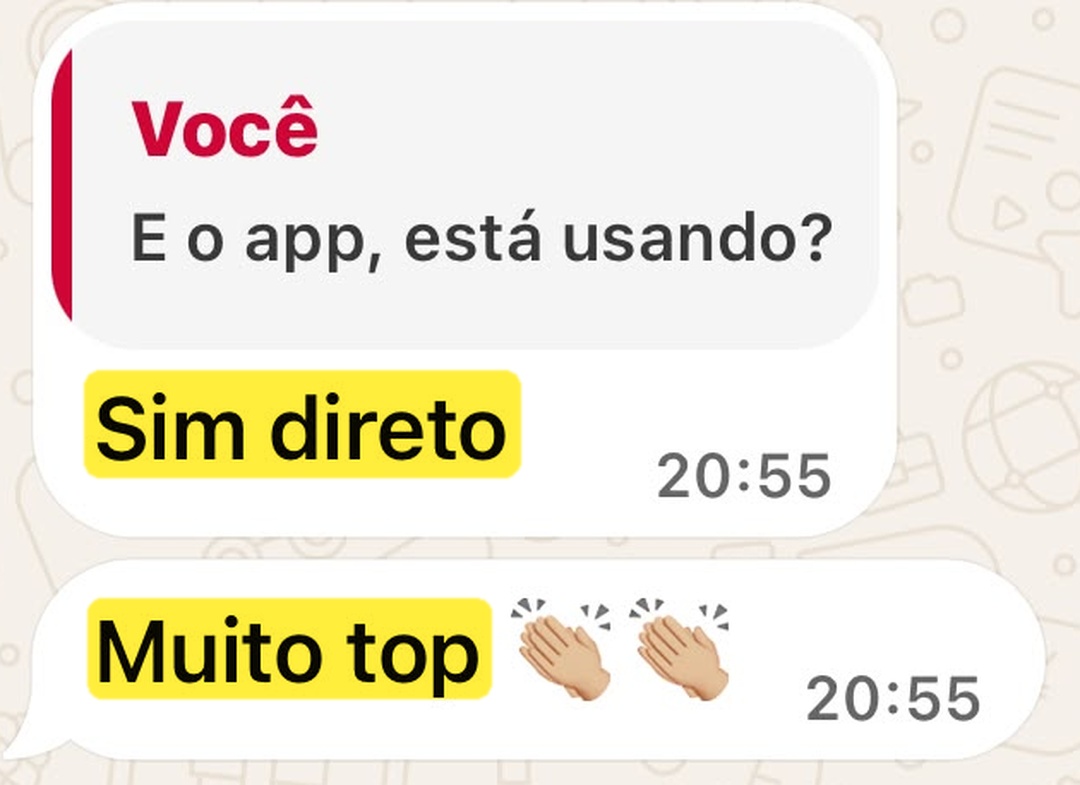 Você
E o app, está usando?
Sim direto
20:55
Muito top 👏🏼👏🏼
20:55